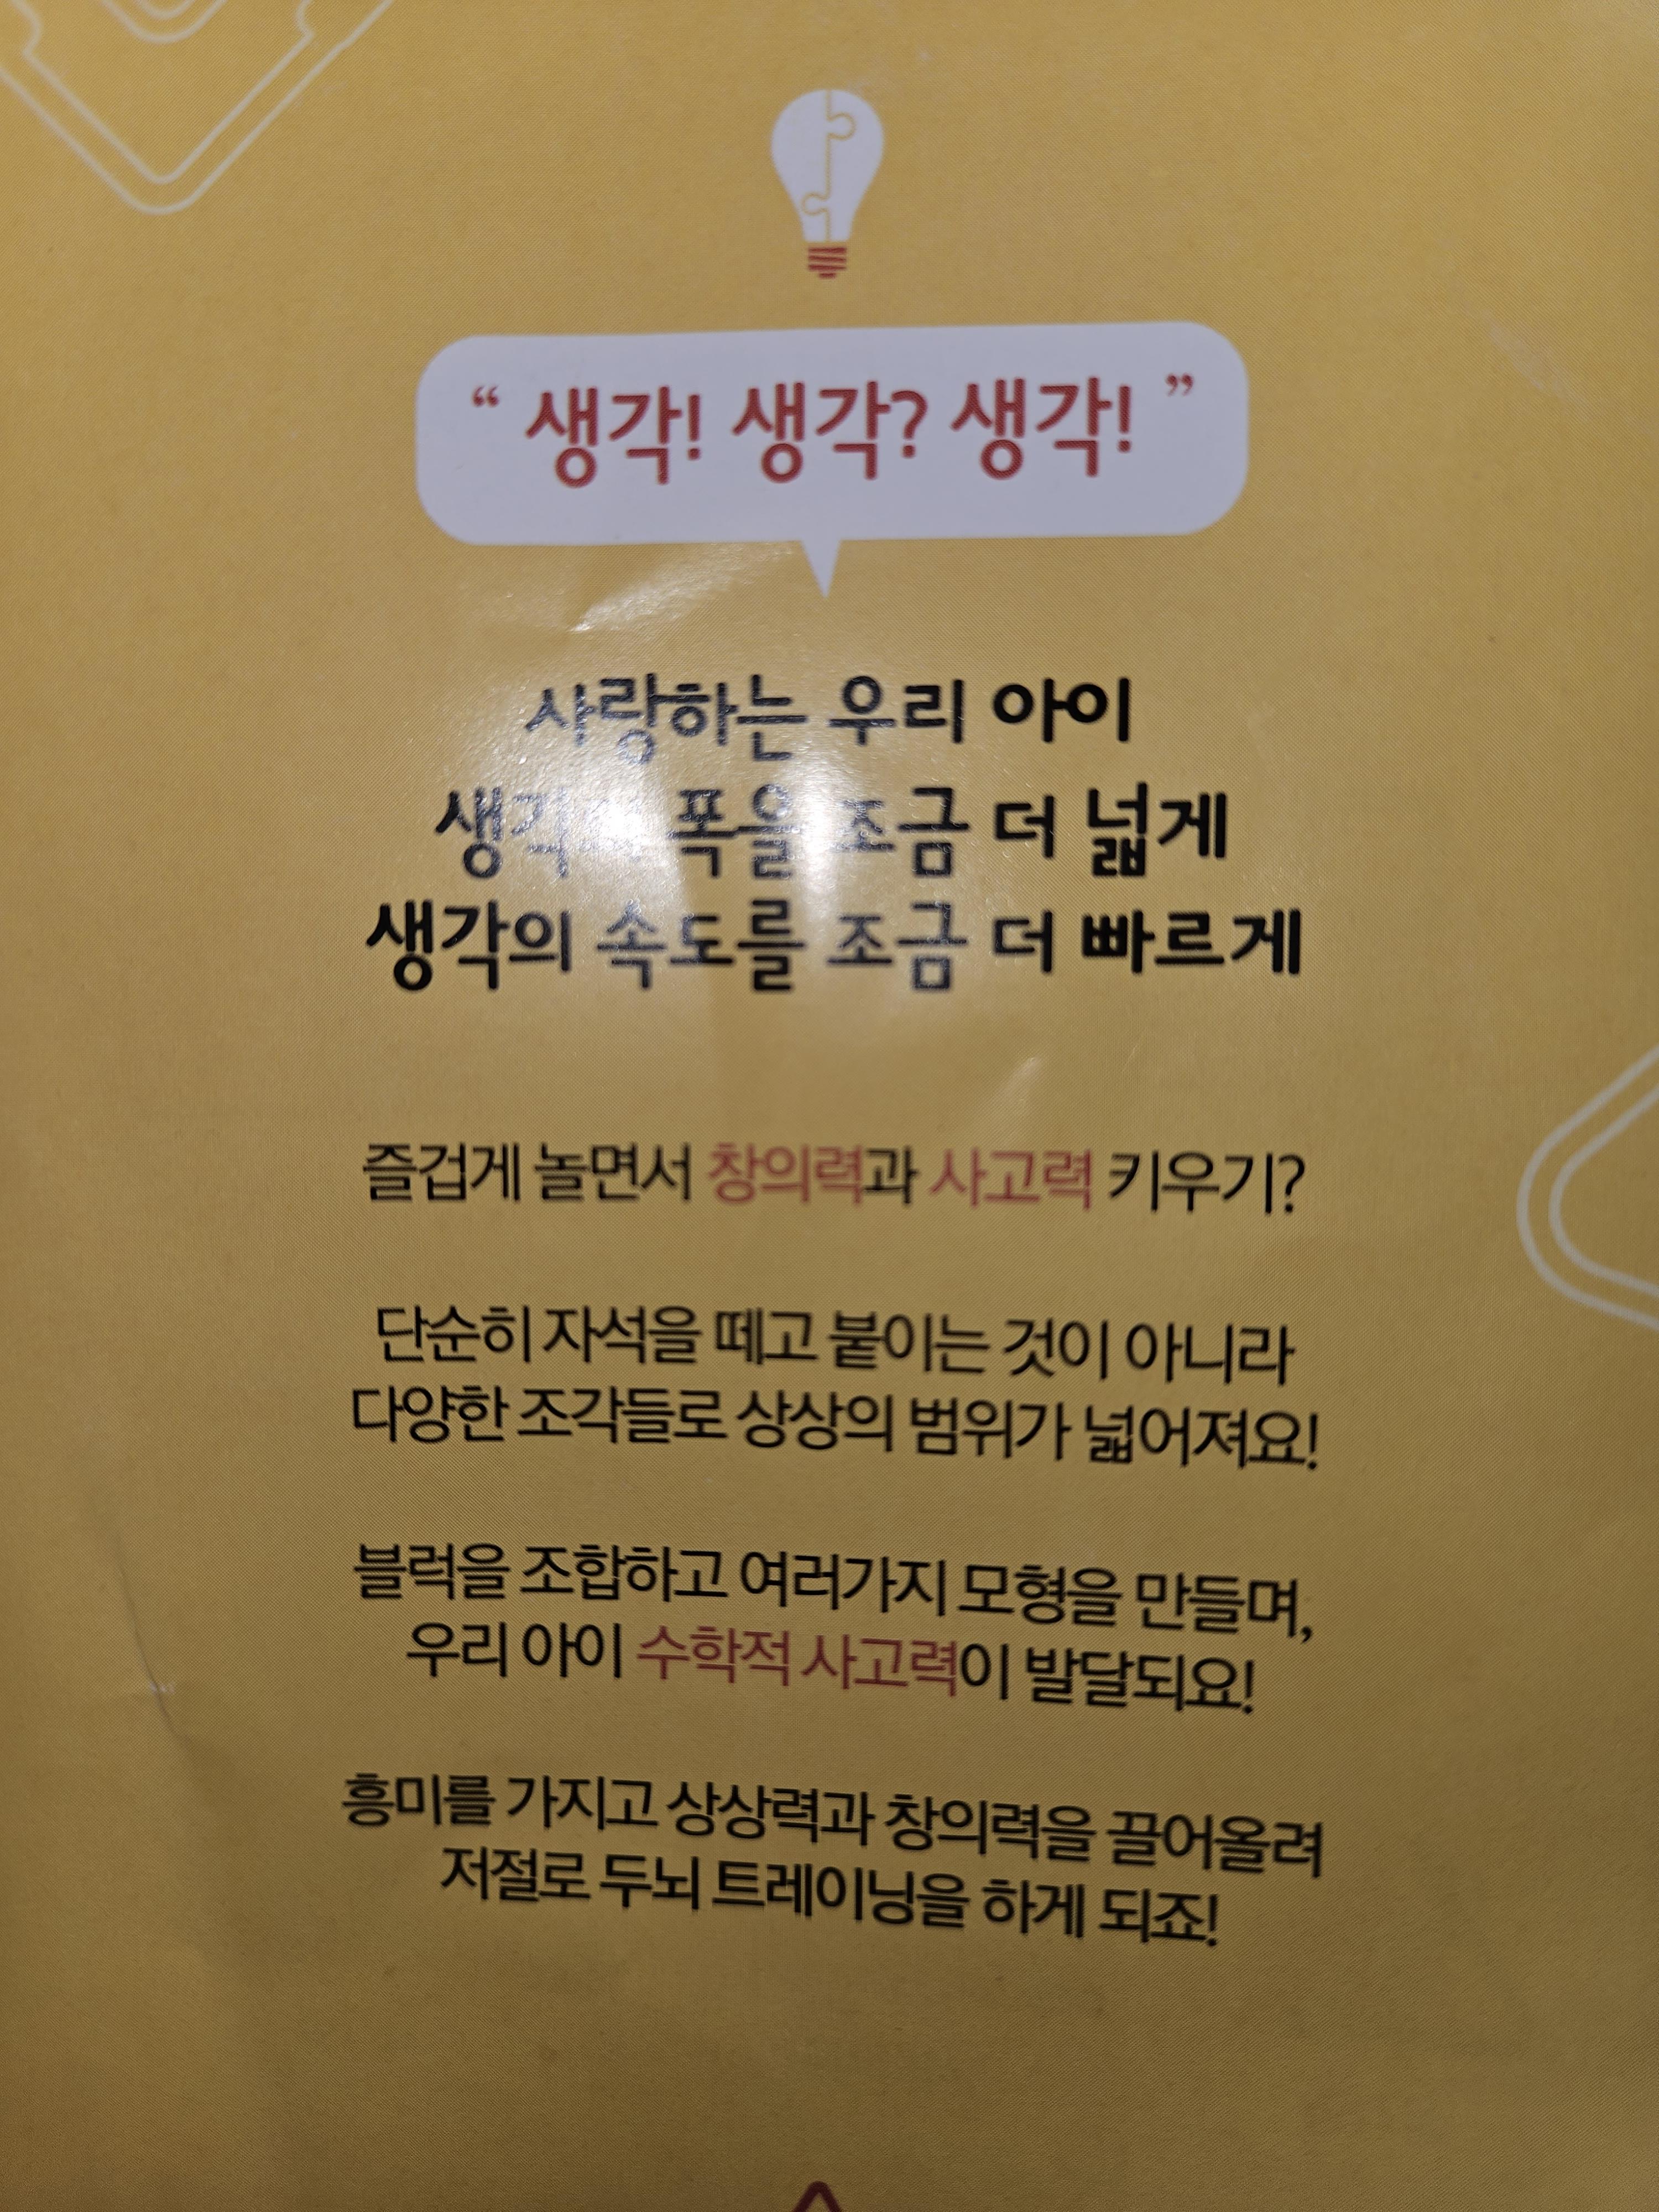 “ 생각! 생각? 생각! ”
사랑하는 우리 아이
생각의 폭을 조금 더 넓게
생각의 속도를 조금 더 빠르게
즐겁게 놀면서 창의력과 사고력 키우기?
단순히 자석을 떼고 붙이는 것이 아니라
다양한 조각들로 상상의 범위가 넓어져요!
블럭을 조합하고 여러가지 모형을 만들며,
우리 아이 수학적 사고력이 발달되요!
흥미를 가지고 상상력과 창의력을 끌어올려
저절로 두뇌 트레이닝을 하게 되죠!